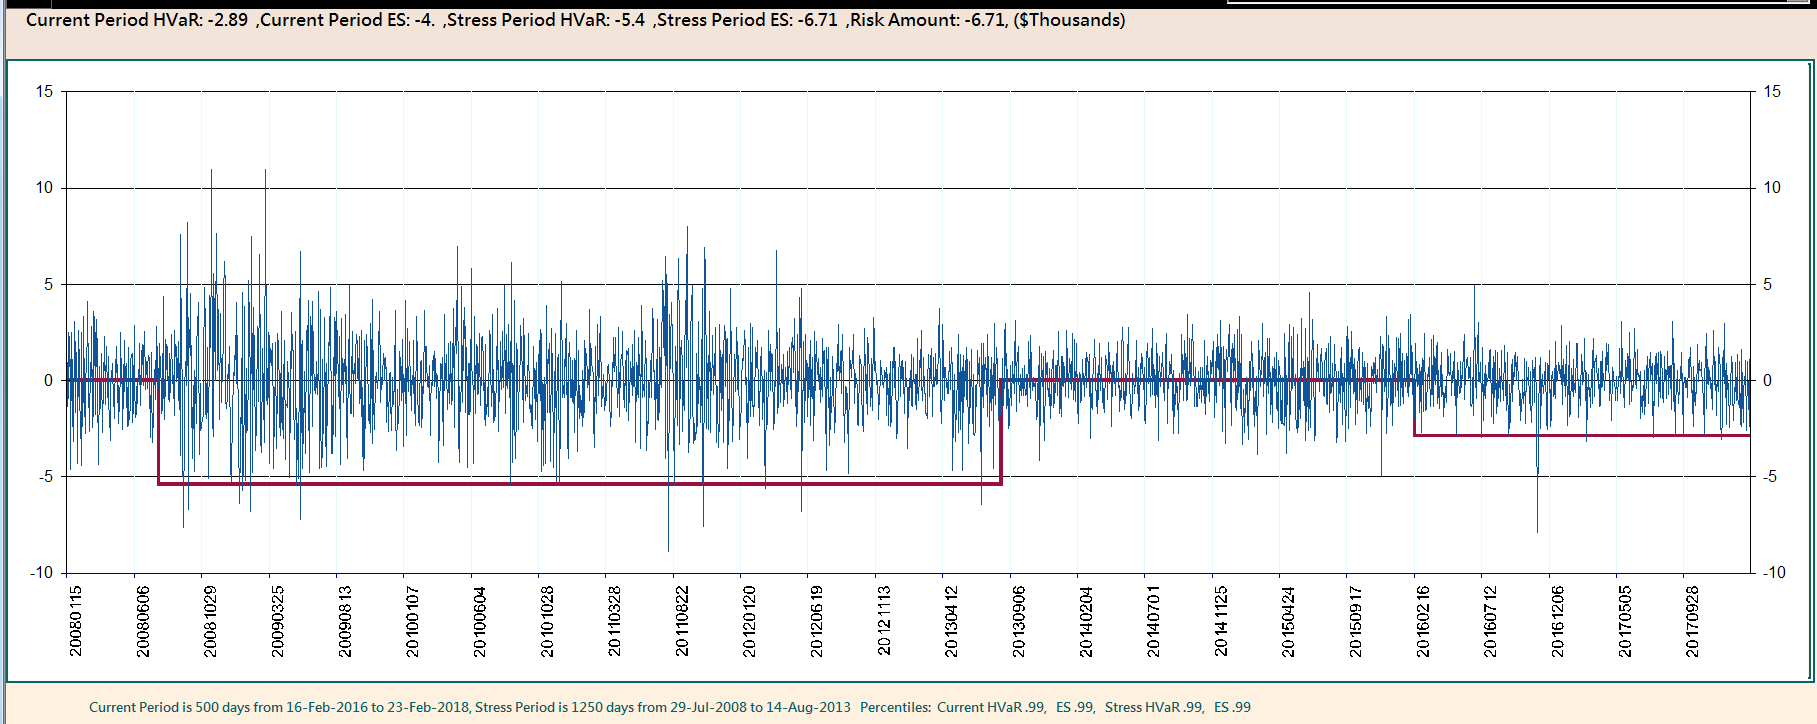 Current Period HVaR: -2.89 ,Current Period ES: -4. ,Stress Period HVaR: -5.4 ,Stress Period ES: -6.71 ,Risk Amount: -6.71, ($Thousands)
15 15
10 10
5 5
0 0
-5 -5
-10 -10
20080115 20080606 20081029 20090325 20090813 20100107 20100604 20101028 20110328 20110822 20120120 20120619 20121113 20130412 20130906 20140204 20140701 20141125 20150424 20150917 20160216 20160712 20161206 20170505 20170928
Current Period is 500 days from 16-Feb-2016 to 23-Feb-2018, Stress Period is 1250 days from 29-Jul-2008 to 14-Aug-2013 Percentiles: Current HVaR .99, ES .99, Stress HVaR .99, ES .99